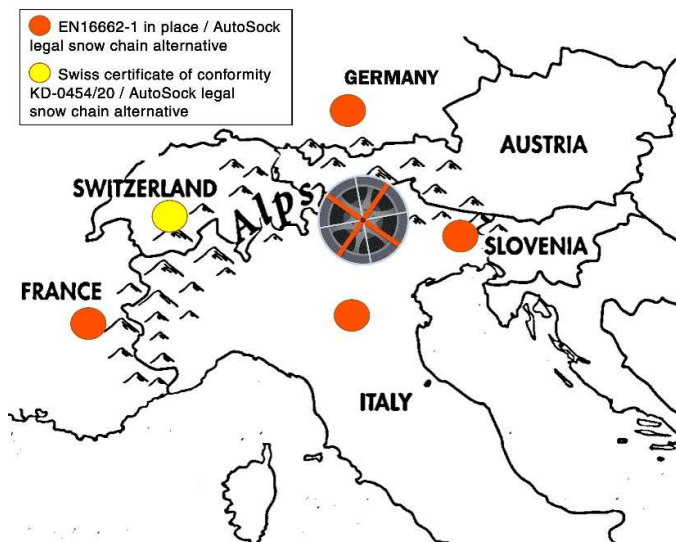 EN16662-1 in place / AutoSock
legal snow chain alternative
Swiss certificate of conformity
KD-0454/20 / AutoSock legal
snow chain alternative
GERMANY
AUSTRIA
SWITZERLAND
Alps
SLOVENIA
FRANCE
ITALY